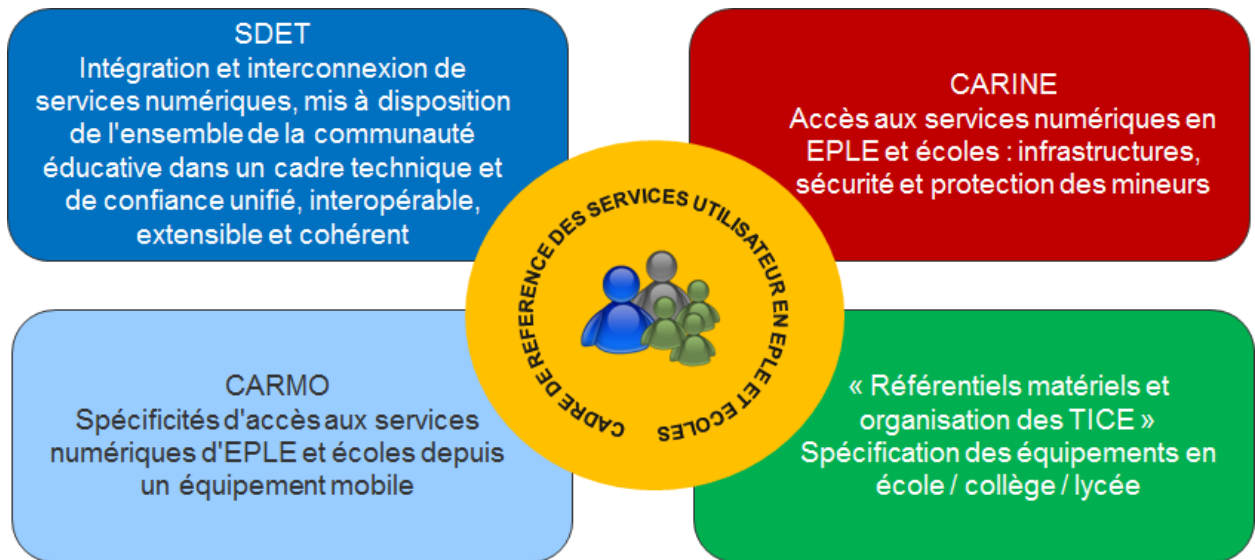 SDET
Intégration et interconnexion de
services numériques, mis à disposition
de l'ensemble de la communauté
éducative dans un cadre technique et
de confiance unifié, interopérable,
extensible et cohérent
CARINE
Accès aux services numériques en
EPLE et écoles : infrastructures,
sécurité et protection des mineurs
CADRE DE REFERENCE DES SERVICES UTILISATEUR EN EPLE ET ECOLES
CARMO
Spécificités d'accès aux services
numériques d'EPLE et écoles depuis
un équipement mobile
« Référentiels matériels et
organisation des TICE »
Spécification des équipements en
école / collège / lycée